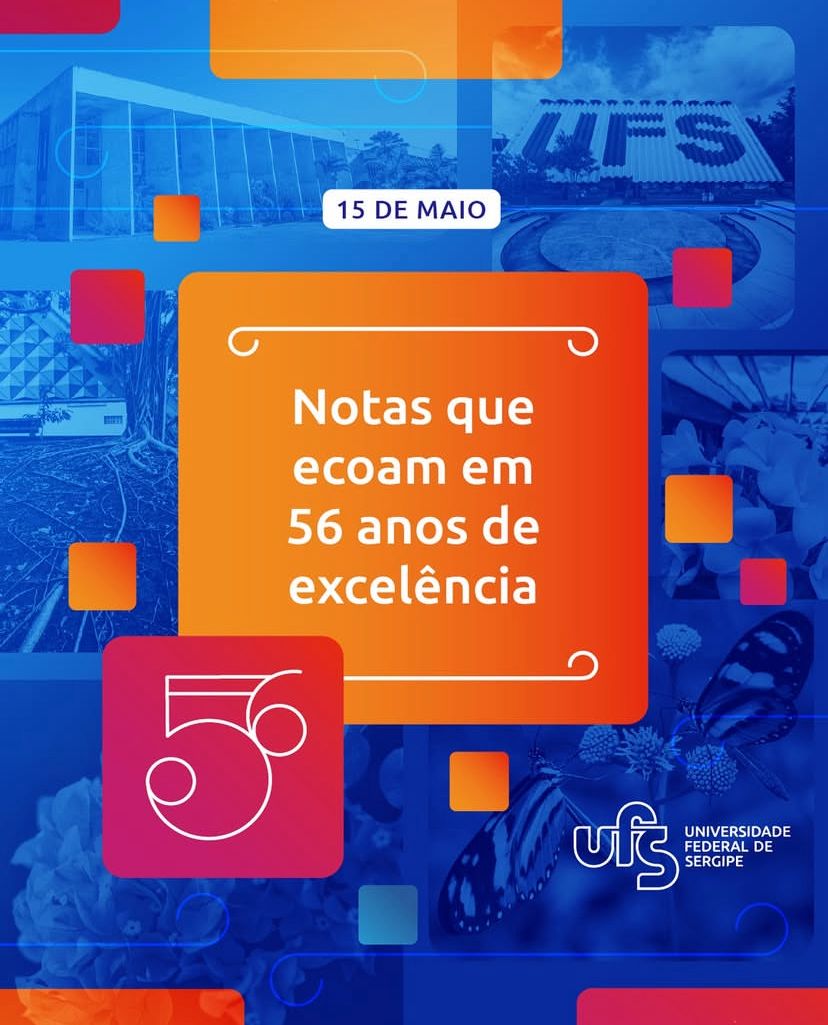 UFS
15 DE MAIO
Notas que
ecoam em
56 anos de
excelência
56
ufs
UNIVERSIDADE
FEDERAL DE
SERGIPE